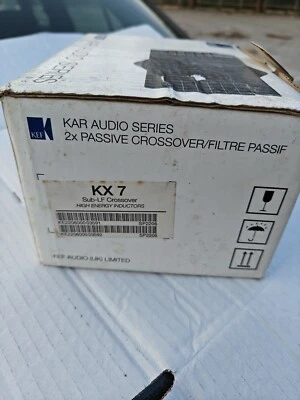 KEF
KAR AUDIO SERIES
2x PASSIVE CROSSOVER/FILTRE PASSIF
KX 7
Sub-LF Crossover
HIGH ENERGY INDUCTORS
KEF AUDIO (UK) LIMITED